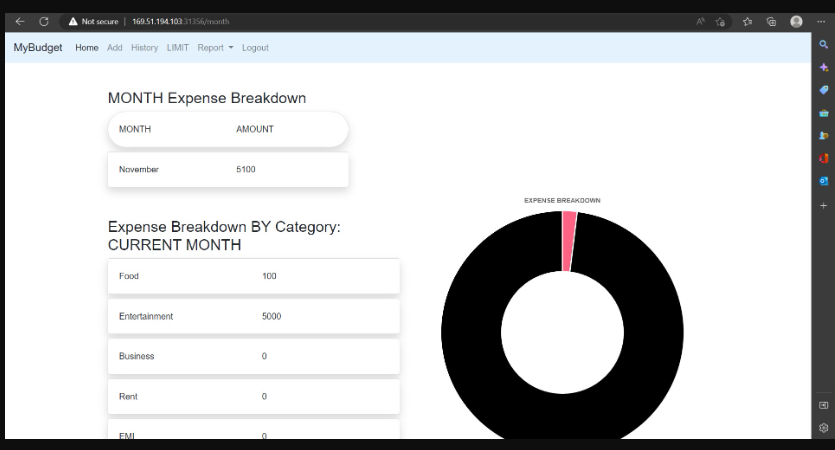 Not secure | 169.51.194.103:31356/month
MyBudget Home Add History LIMIT Report Logout
MONTH Expense Breakdown
MONTH AMOUNT
November 5100
EXPENSE BREAKDOWN
Expense Breakdown BY Category:
CURRENT MONTH
Food 100
Entertainment 5000
Business 0
Rent 0
EMI 0